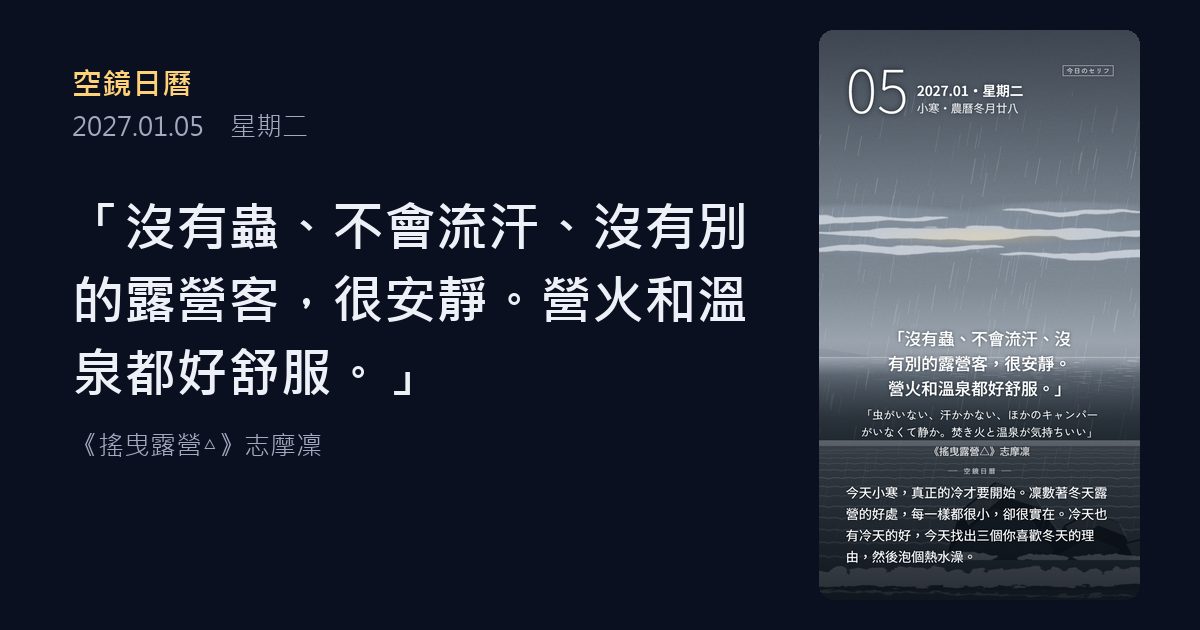 空鏡日曆
2027.01.05 星期二
「沒有蟲、不會流汗、沒有別
的露營客，很安靜。營火和溫
泉都好舒服。」
《搖曳露營△》志摩凜
今日のセリフ
05
2027.01・星期二
小寒・農曆冬月廿八
「沒有蟲、不會流汗、沒
有別的露營客，很安靜。
營火和溫泉都好舒服。」
「虫がいない、汗かかない、ほかのキャンパー
がいなくて静か。焚き火と温泉が気持ちいい」
《搖曳露營△》志摩凜
— 空鏡日曆 —
今天小寒，真正的冷才要開始。凜數著冬天露
營的好處，每一樣都很小，卻很實在。冷天也
有冷天的好，今天找出三個你喜歡冬天的理
由，然後泡個熱水澡。